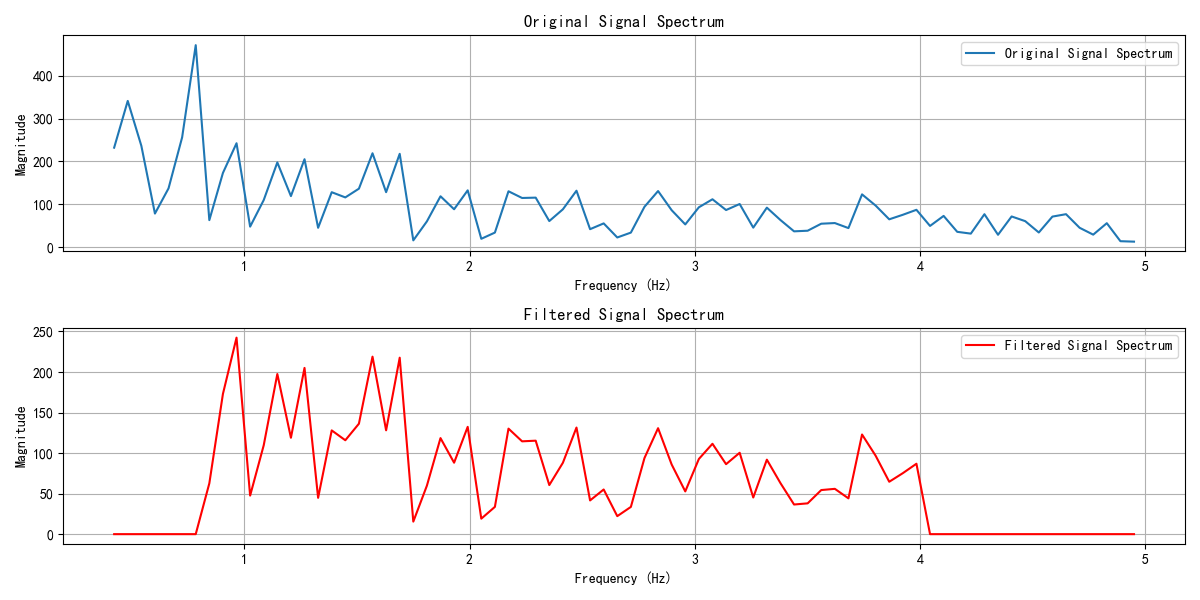 Original Signal Spectrum
Original Signal Spectrum
400
300
200
100
0
Magnitude
1 2 3 4 5
Frequency (Hz)
Filtered Signal Spectrum
Filtered Signal Spectrum
250
200
150
100
50
0
Magnitude
1 2 3 4 5
Frequency (Hz)